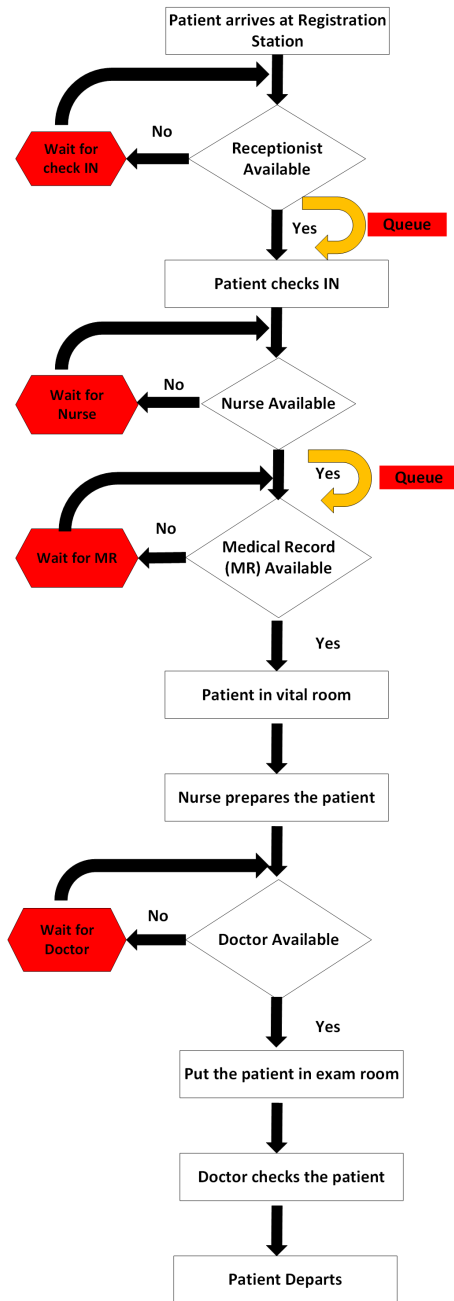 Patient arrives at Registration
Station
No
Wait for
check IN
Receptionist
Available
Yes
Queue
Patient checks IN
No
Wait for
Nurse
Nurse Available
Yes
Queue
No
Wait for MR
Medical Record
(MR) Available
Yes
Patient in vital room
Nurse prepares the patient
No
Wait for
Doctor
Doctor Available
Yes
Put the patient in exam room
Doctor checks the patient
Patient Departs